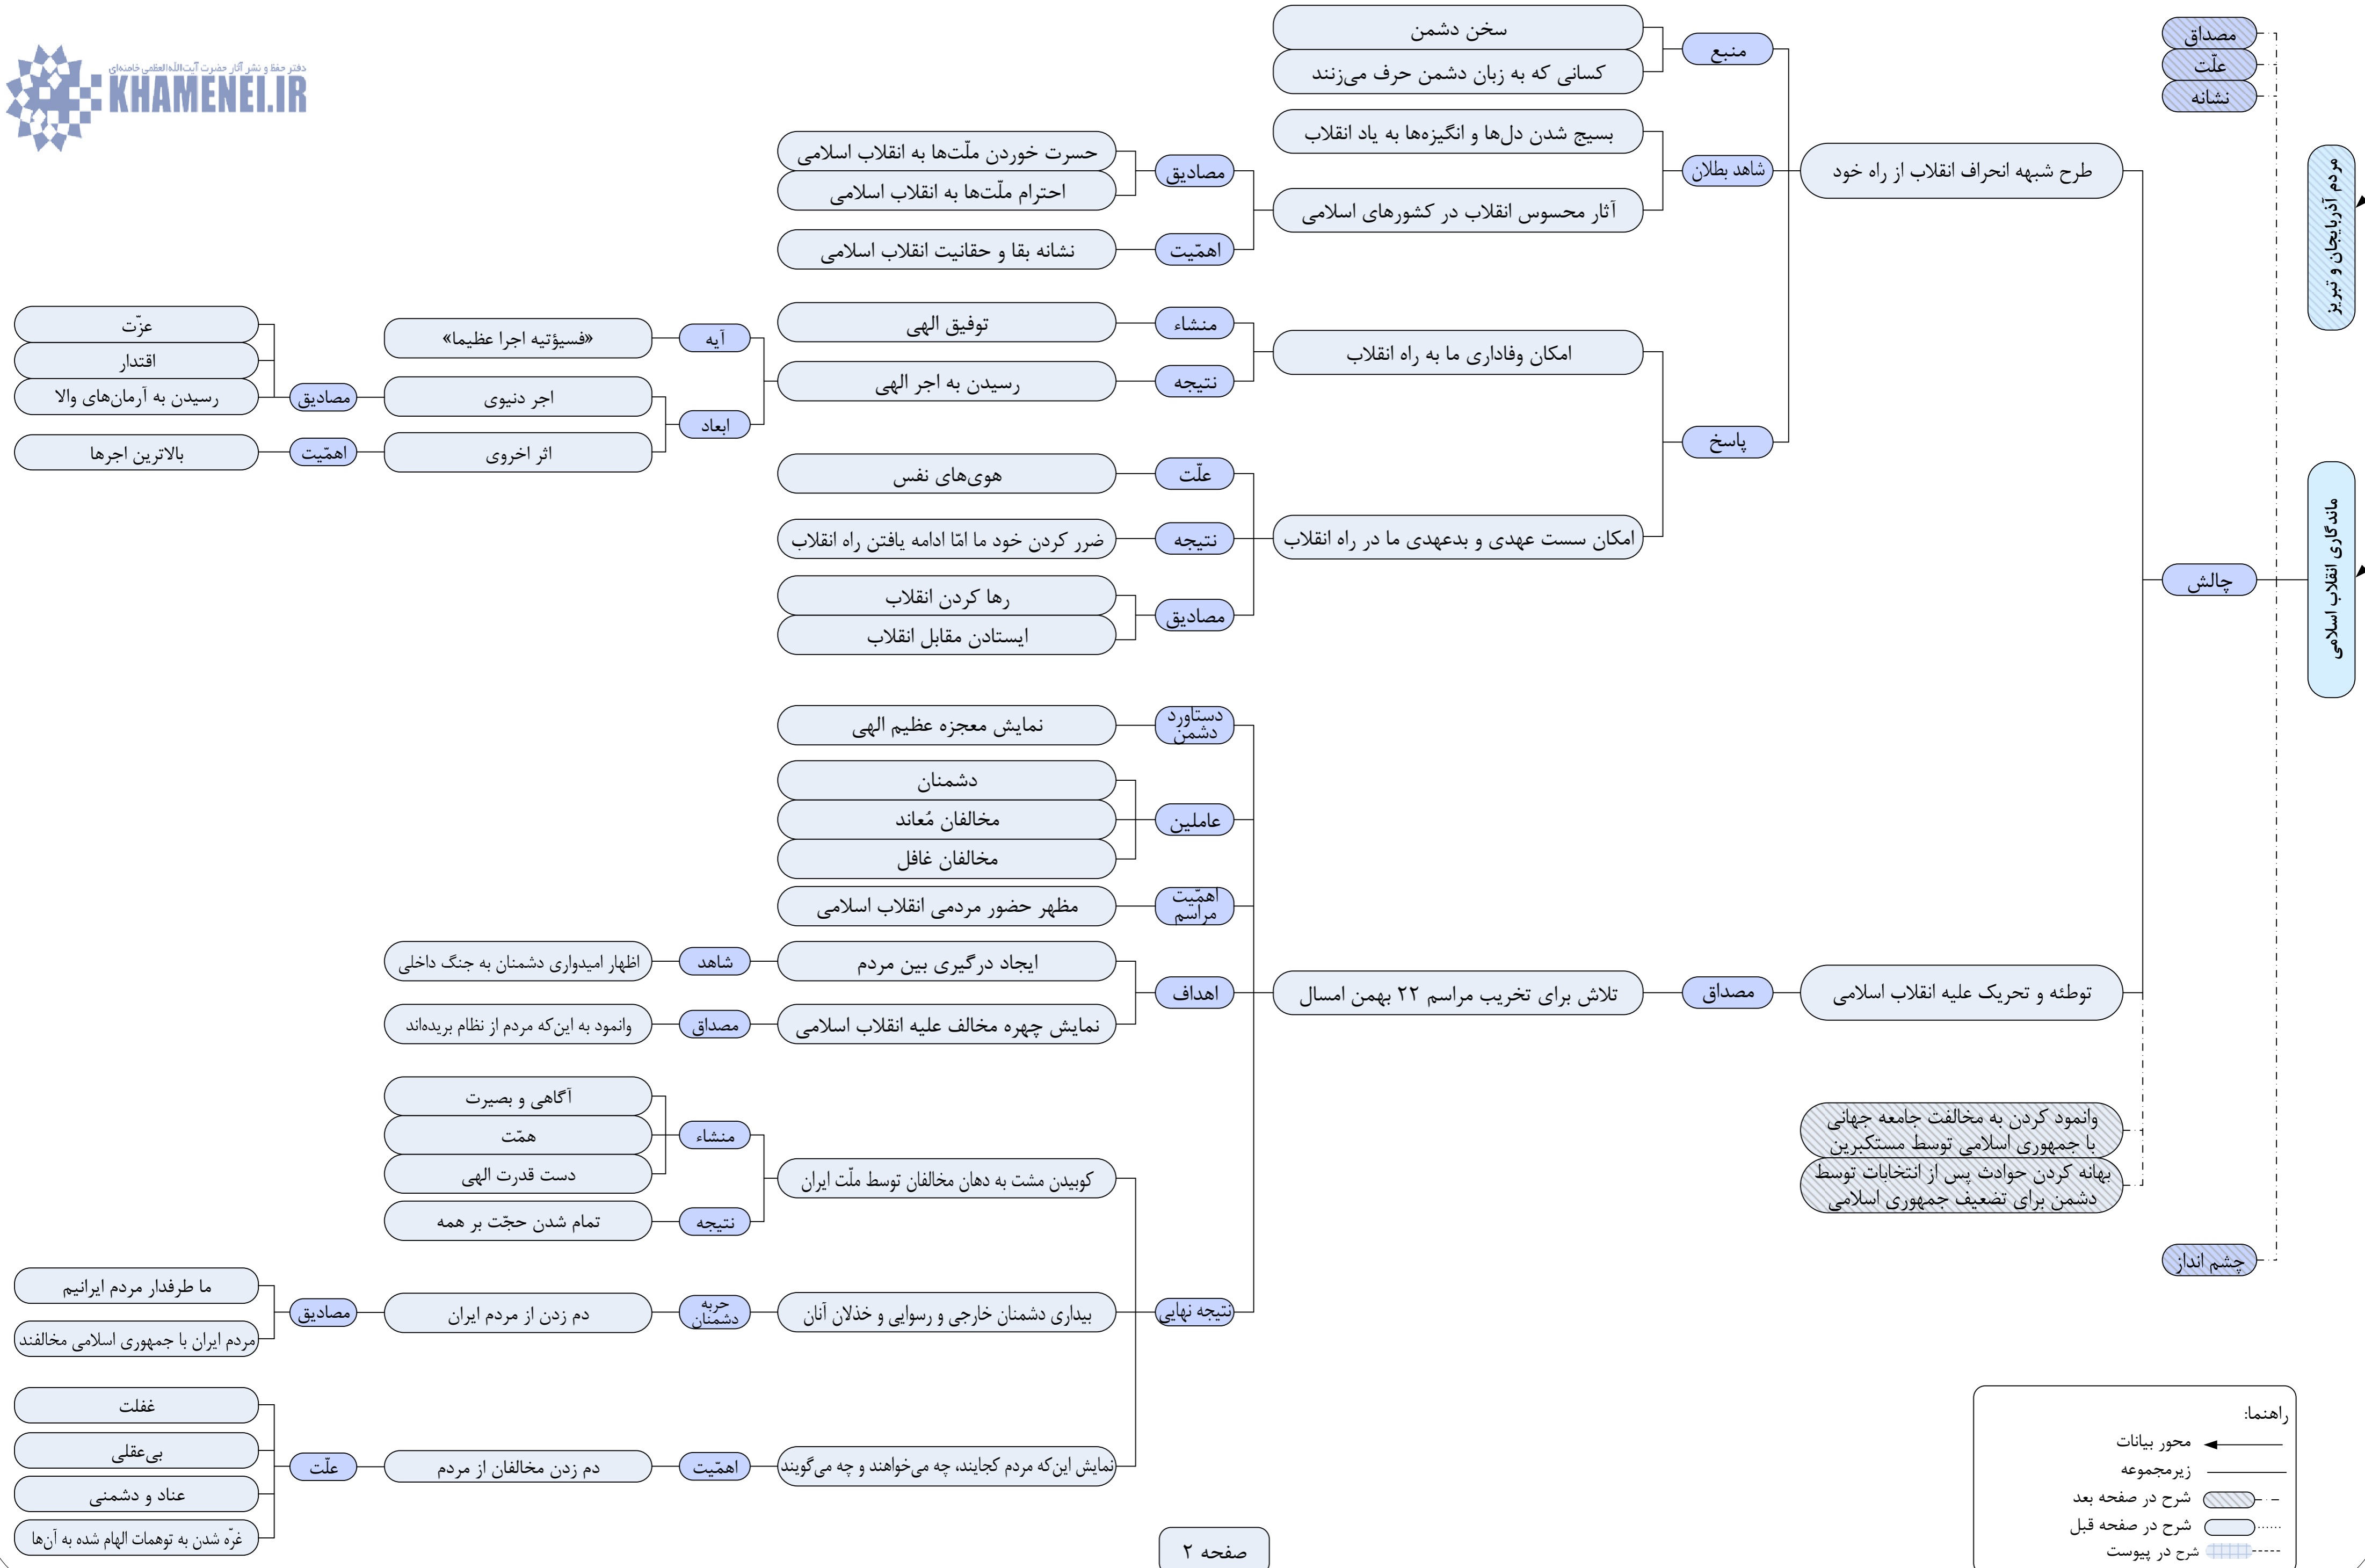 دفتر حفظ و نشر آثار حضرت آیت‌الله‌العظمی خامنه‌ای
KHAMENEI.IR
مردم آذربایجان و تبریز
ماندگاری انقلاب اسلامی
مصداق
علّت
نشانه
چالش
چشم انداز
طرح شبهه انحراف انقلاب از راه خود
منبع
سخن دشمن
کسانی که به زبان دشمن حرف می‌زنند
شاهد بطلان
بسیج شدن دل‌ها و انگیزه‌ها به یاد انقلاب
آثار محسوس انقلاب در کشورهای اسلامی
مصادیق
حسرت خوردن ملّت‌ها به انقلاب اسلامی
احترام ملّت‌ها به انقلاب اسلامی
اهمّیت
نشانه بقا و حقانیت انقلاب اسلامی
پاسخ
امکان وفاداری ما به راه انقلاب
منشاء
توفیق الهی
نتیجه
رسیدن به اجر الهی
آیه
«فسیؤتیه اجرا عظیما»
ابعاد
اجر دنیوی
مصادیق
عزّت
اقتدار
رسیدن به آرمان‌های والا
اثر اخروی
اهمّیت
بالاترین اجرها
امکان سست عهدی و بدعهدی ما در راه انقلاب
علّت
هوی‌های نفس
نتیجه
ضرر کردن خود ما امّا ادامه یافتن راه انقلاب
مصادیق
رها کردن انقلاب
ایستادن مقابل انقلاب
توطئه و تحریک علیه انقلاب اسلامی
مصداق
تلاش برای تخریب مراسم ۲۲ بهمن امسال
دستاورد
دشمن
نمایش معجزه عظیم الهی
عاملین
دشمنان
مخالفان مُعاند
مخالفان غافل
اهمّیت
مراسم
مظهر حضور مردمی انقلاب اسلامی
اهداف
ایجاد درگیری بین مردم
شاهد
اظهار امیدواری دشمنان به جنگ داخلی
نمایش چهره مخالف علیه انقلاب اسلامی
مصداق
وانمود به این‌که مردم از نظام بریده‌اند
نتیجه نهایی
کوبیدن مشت به دهان مخالفان توسط ملّت ایران
منشاء
آگاهی و بصیرت
همّت
دست قدرت الهی
نتیجه
تمام شدن حجّت بر همه
بیداری دشمنان خارجی و رسوایی و خذلان آنان
حربه
دشمنان
دم زدن از مردم ایران
مصادیق
ما طرفدار مردم ایرانیم
مردم ایران با جمهوری اسلامی مخالفند
نمایش این‌که مردم کجایند، چه می‌خواهند و چه می‌گویند
اهمّیت
دم زدن مخالفان از مردم
علّت
غفلت
بی‌عقلی
عناد و دشمنی
غرّه شدن به توهمات الهام شده به آن‌ها
وانمود کردن به مخالفت جامعه جهانی
با جمهوری اسلامی توسط مستکبرین
بهانه کردن حوادث پس از انتخابات توسط
دشمن برای تضعیف جمهوری اسلامی
راهنما:
محور بیانات
زیرمجموعه
شرح در صفحه بعد
شرح در صفحه قبل
شرح در پیوست
صفحه ۲